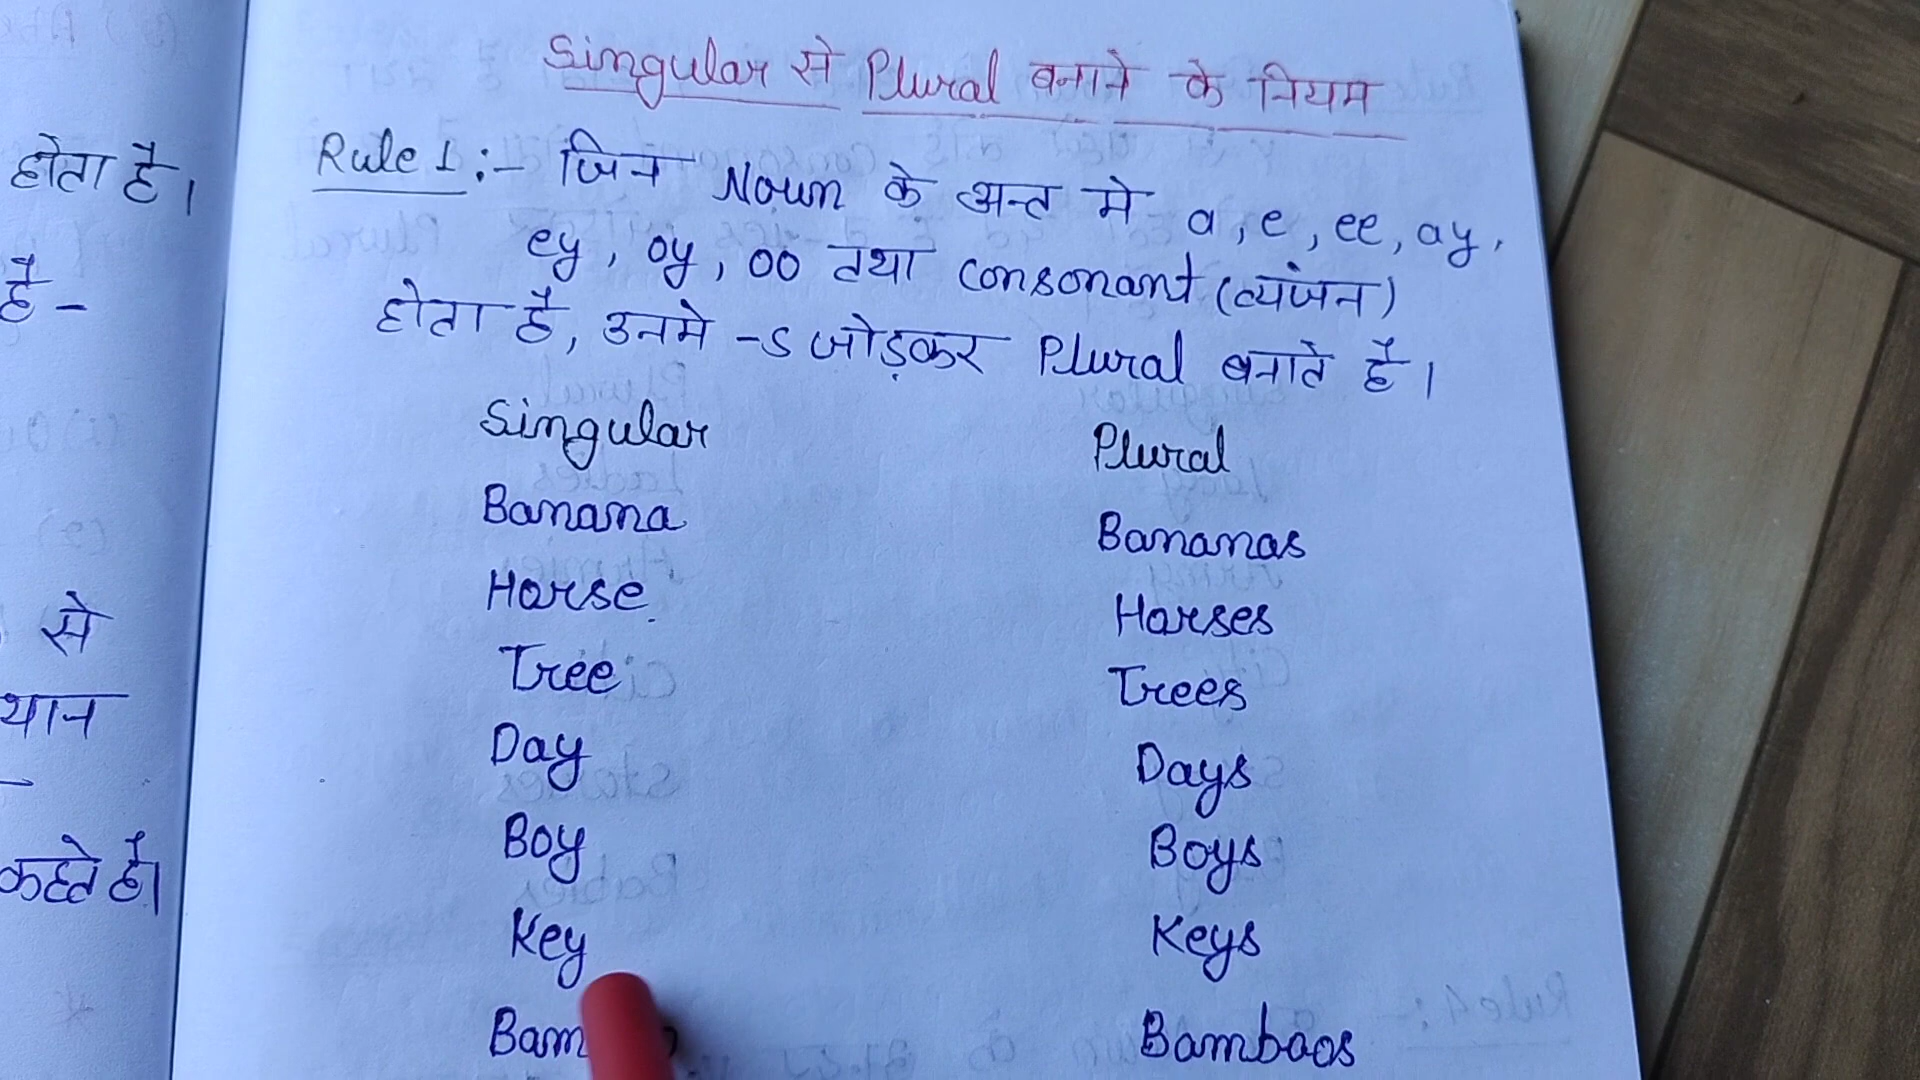 होता है।
है -
से
थान
-
कहते है।
Singular से Plural बनाने के नियम
Rule 1 :- जिन Noun के अन्त मे a, e, ee, ay,
ey, oy, oo तथा consonant (व्यंजन)
होता है, उनमे -s जोड़कर Plural बनाते है।
Singular Plural
Banana Bananas
Horse Horses
Tree Trees
Day Days
Boy Boys
Key Keys
Bam Bamboos